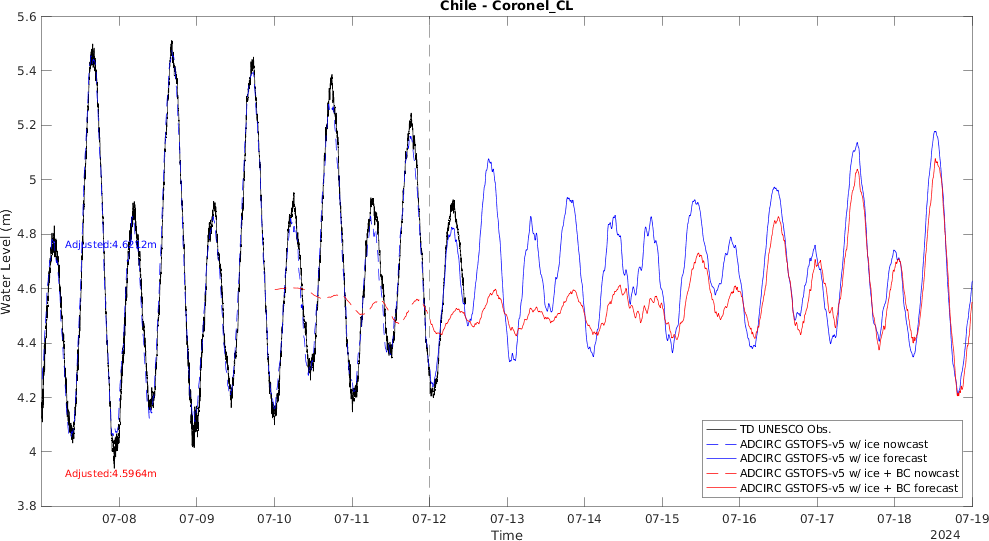 Chile - Coronel_CL
Water Level (m)
5.6
5.4
5.2
5
4.8
4.6
4.4
4.2
4
3.8
Adjusted:4.6212m
Adjusted:4.5964m
TD UNESCO Obs.
ADCIRC GSTOFS-v5 w/ ice nowcast
ADCIRC GSTOFS-v5 w/ ice forecast
ADCIRC GSTOFS-v5 w/ ice + BC nowcast
ADCIRC GSTOFS-v5 w/ ice + BC forecast
07-08 07-09 07-10 07-11 07-12 07-13 07-14 07-15 07-16 07-17 07-18 07-19
Time
2024